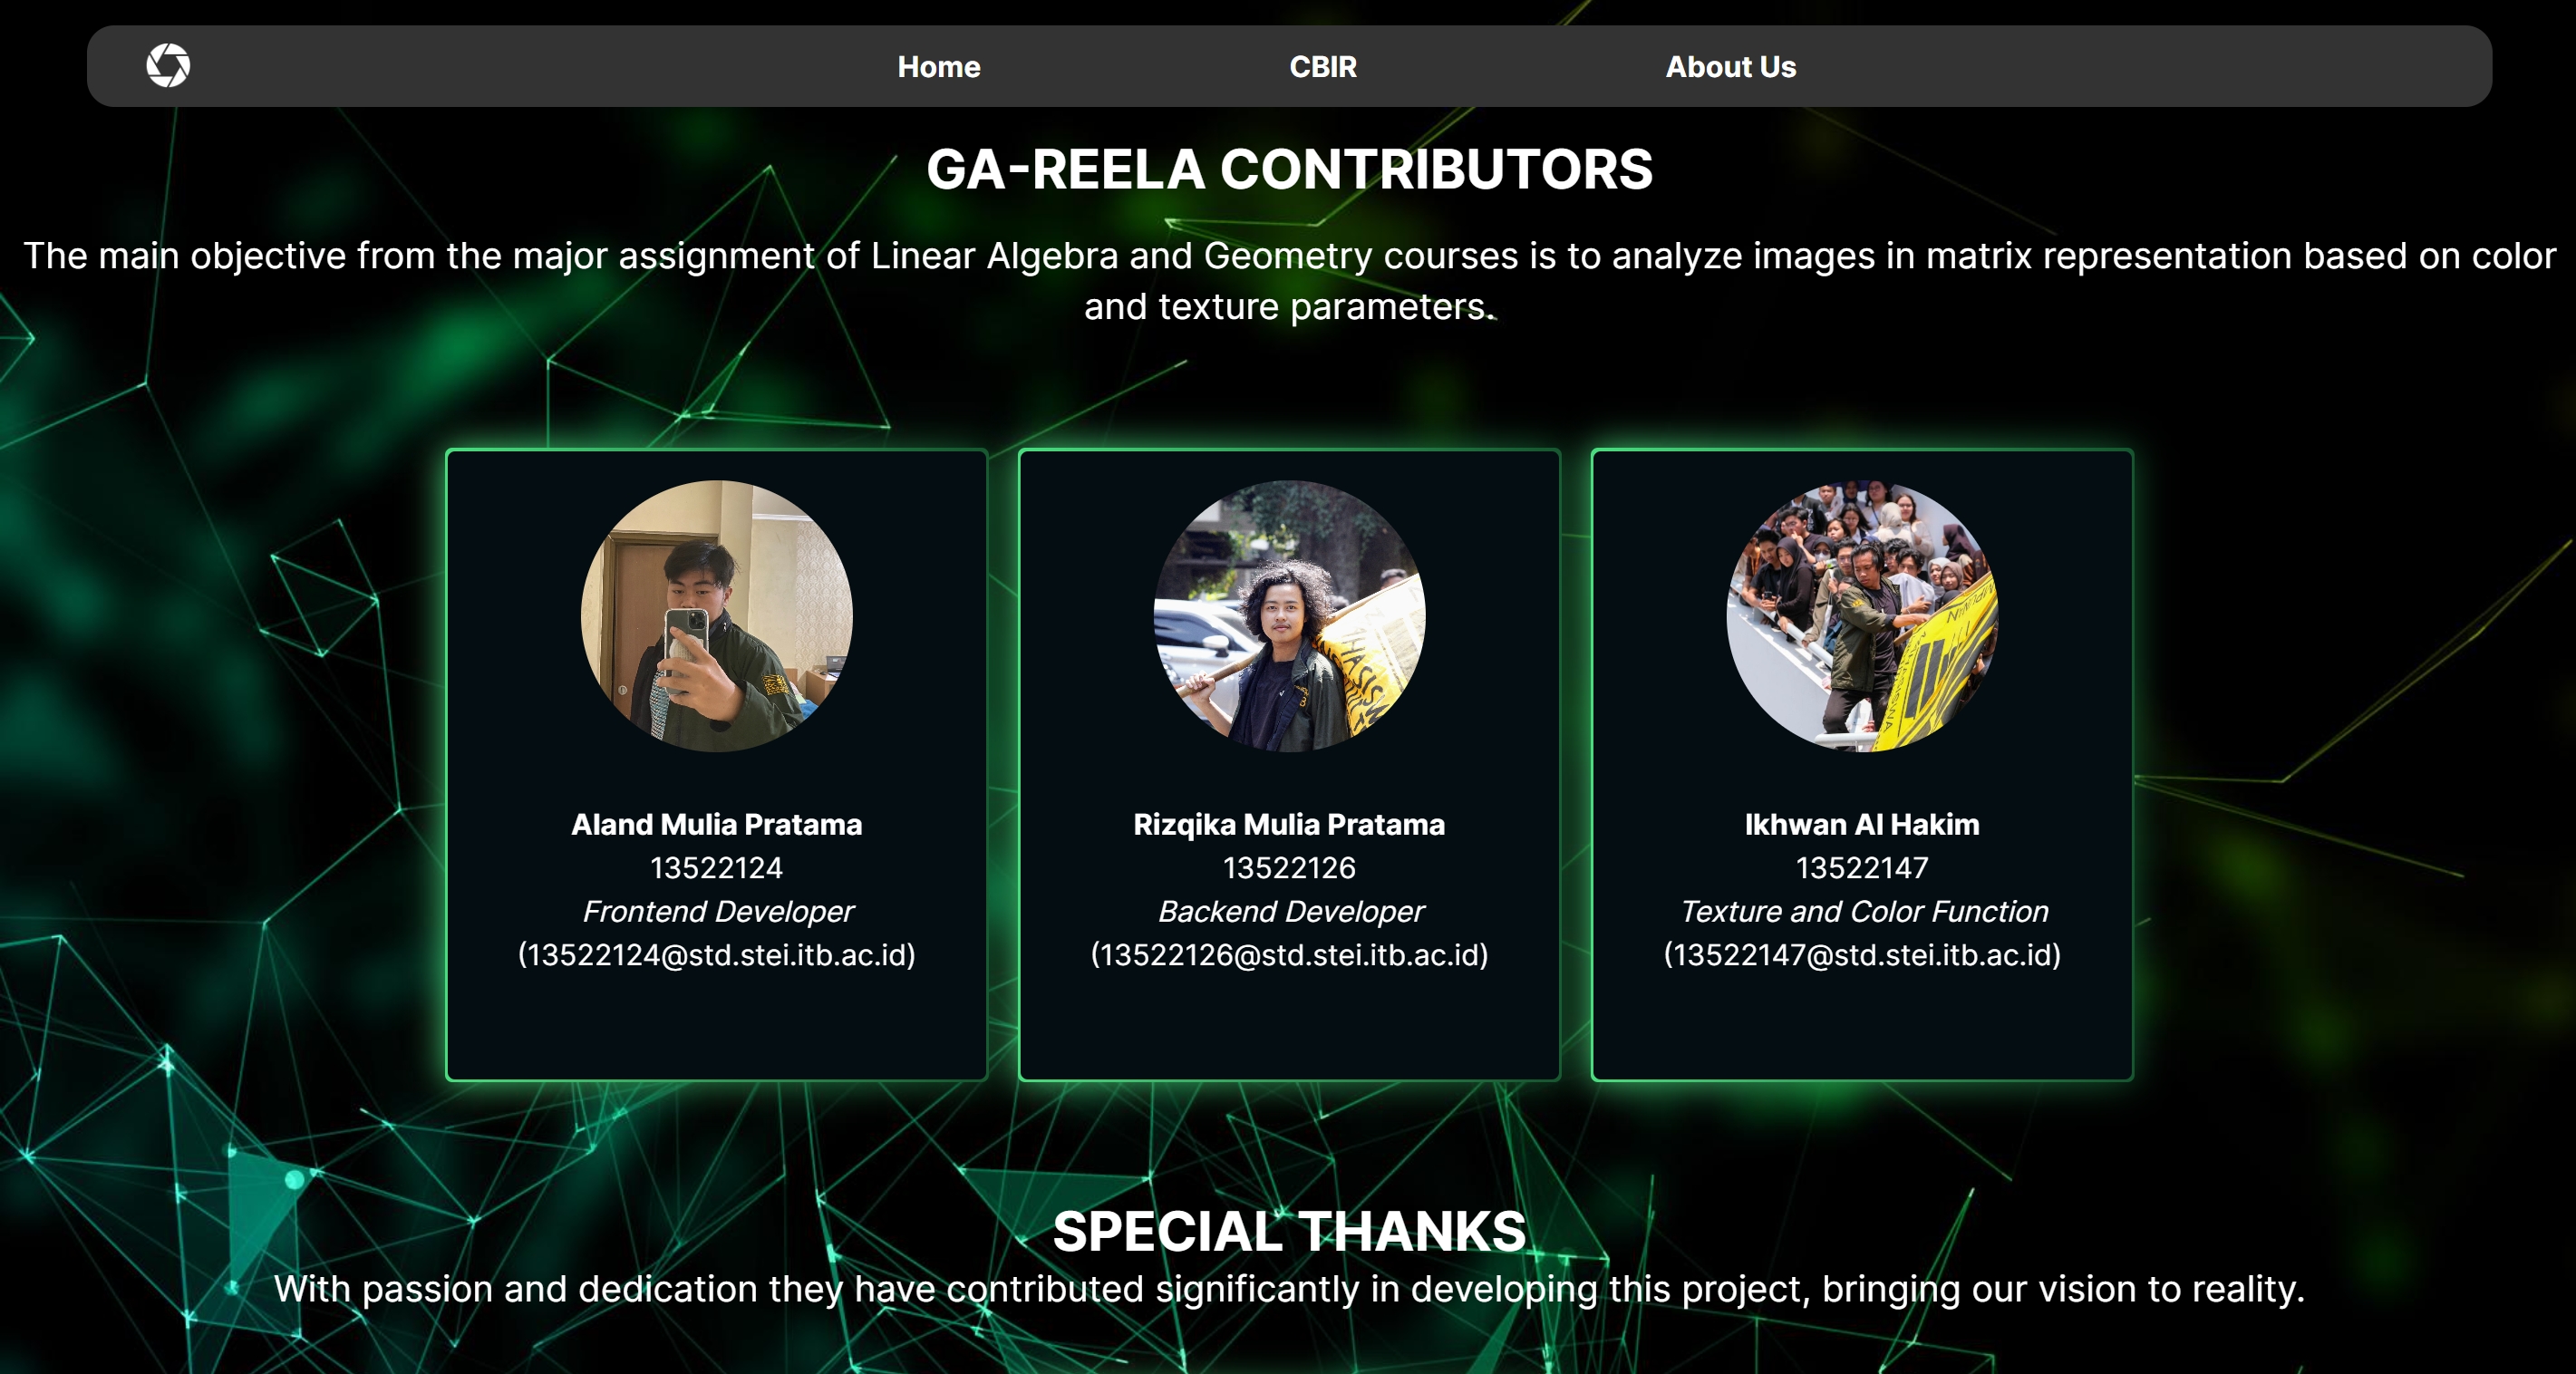 Home CBIR About Us
GA-REELA CONTRIBUTORS
The main objective from the major assignment of Linear Algebra and Geometry courses is to analyze images in matrix representation based on color
and texture parameters.
Aland Mulia Pratama
13522124
Frontend Developer
(13522124@std.stei.itb.ac.id)
Rizqika Mulia Pratama
13522126
Backend Developer
(13522126@std.stei.itb.ac.id)
Ikhwan Al Hakim
13522147
Texture and Color Function
(13522147@std.stei.itb.ac.id)
SPECIAL THANKS
With passion and dedication they have contributed significantly in developing this project, bringing our vision to reality.